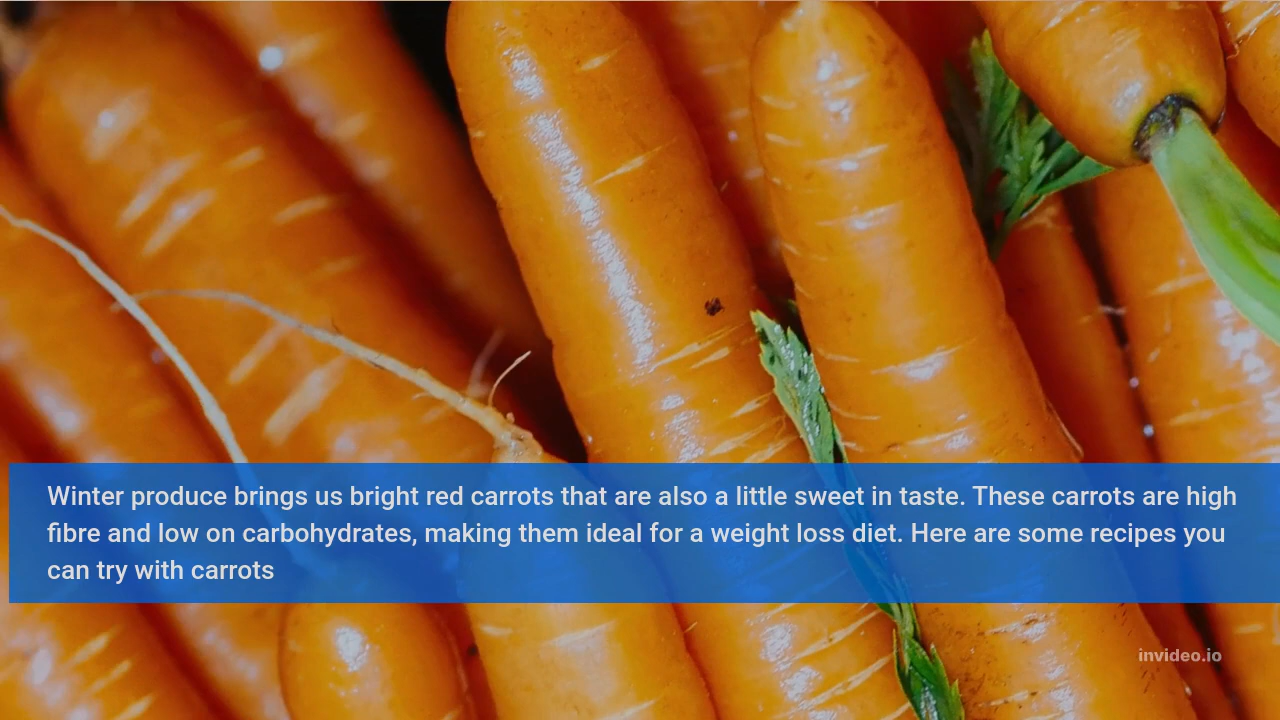 Winter produce brings us bright red carrots that are also a little sweet in taste. These carrots are high
fibre and low on carbohydrates, making them ideal for a weight loss diet. Here are some recipes you
can try with carrots
invideo.io